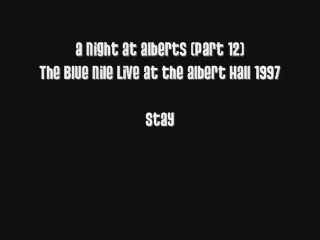 a Night at alberts (Part 12)
The Blue Nile Live at the albert Hall 1997
Stay